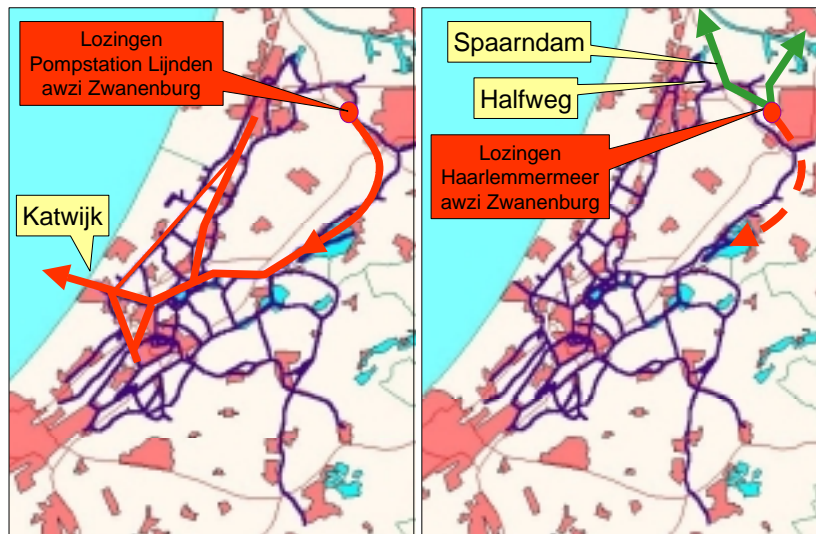 Lozingen
Pompstation Lijnden
awzi Zwanenburg
Katwijk
Spaarndam
Halfweg
Lozingen
Haarlemmermeer
awzi Zwanenburg